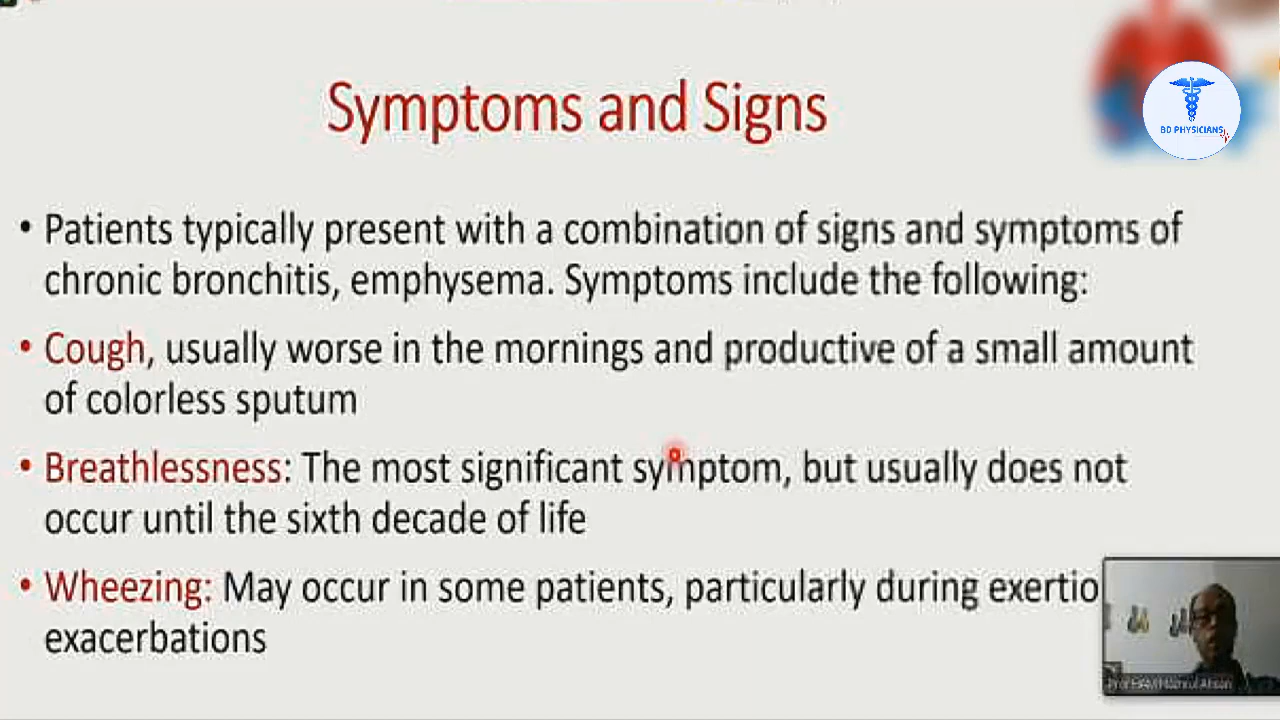 Symptoms and Signs
BD PHYSICIANS
• Patients typically present with a combination of signs and symptoms of
chronic bronchitis, emphysema. Symptoms include the following:
• Cough, usually worse in the mornings and productive of a small amount
of colorless sputum
• Breathlessness: The most significant symptom, but usually does not
occur until the sixth decade of life
• Wheezing: May occur in some patients, particularly during exertio
exacerbations